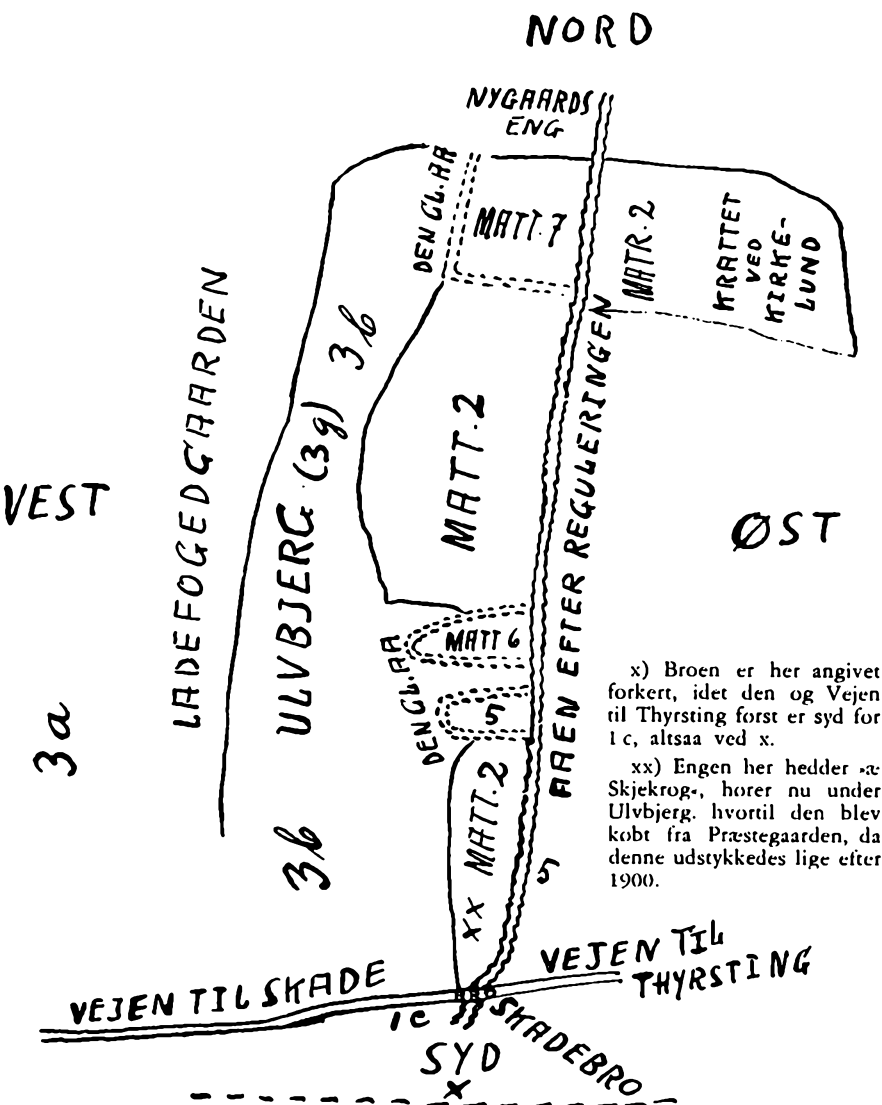 NORD
NYGAARDS
ENG
DEN GL. AA
MATT. 7
MATR. 2
KRATTET
VED
KIRKE-
LUND
LADEFOGEDGAARDEN
ULVBJERG (3g) 3b
MATT. 2
AAEN EFTER REGULERINGEN
VEST
ØST
DEN GL. AA
MATT 6
5
3a
3b
xx MATT. 2
5
x) Broen er her angivet
forkert, idet den og Vejen
til Thyrsting først er syd for
1 c, altsaa ved x.
xx) Engen her hedder »æ
Skjekrog«, hører nu under
Ulvbjerg. hvortil den blev
købt fra Præstegaarden, da
denne udstykkedes lige efter
1900.
VEJEN TIL SKADE
VEJEN TIL
THYRSTING
1c
SKADEBRO
SYD
x